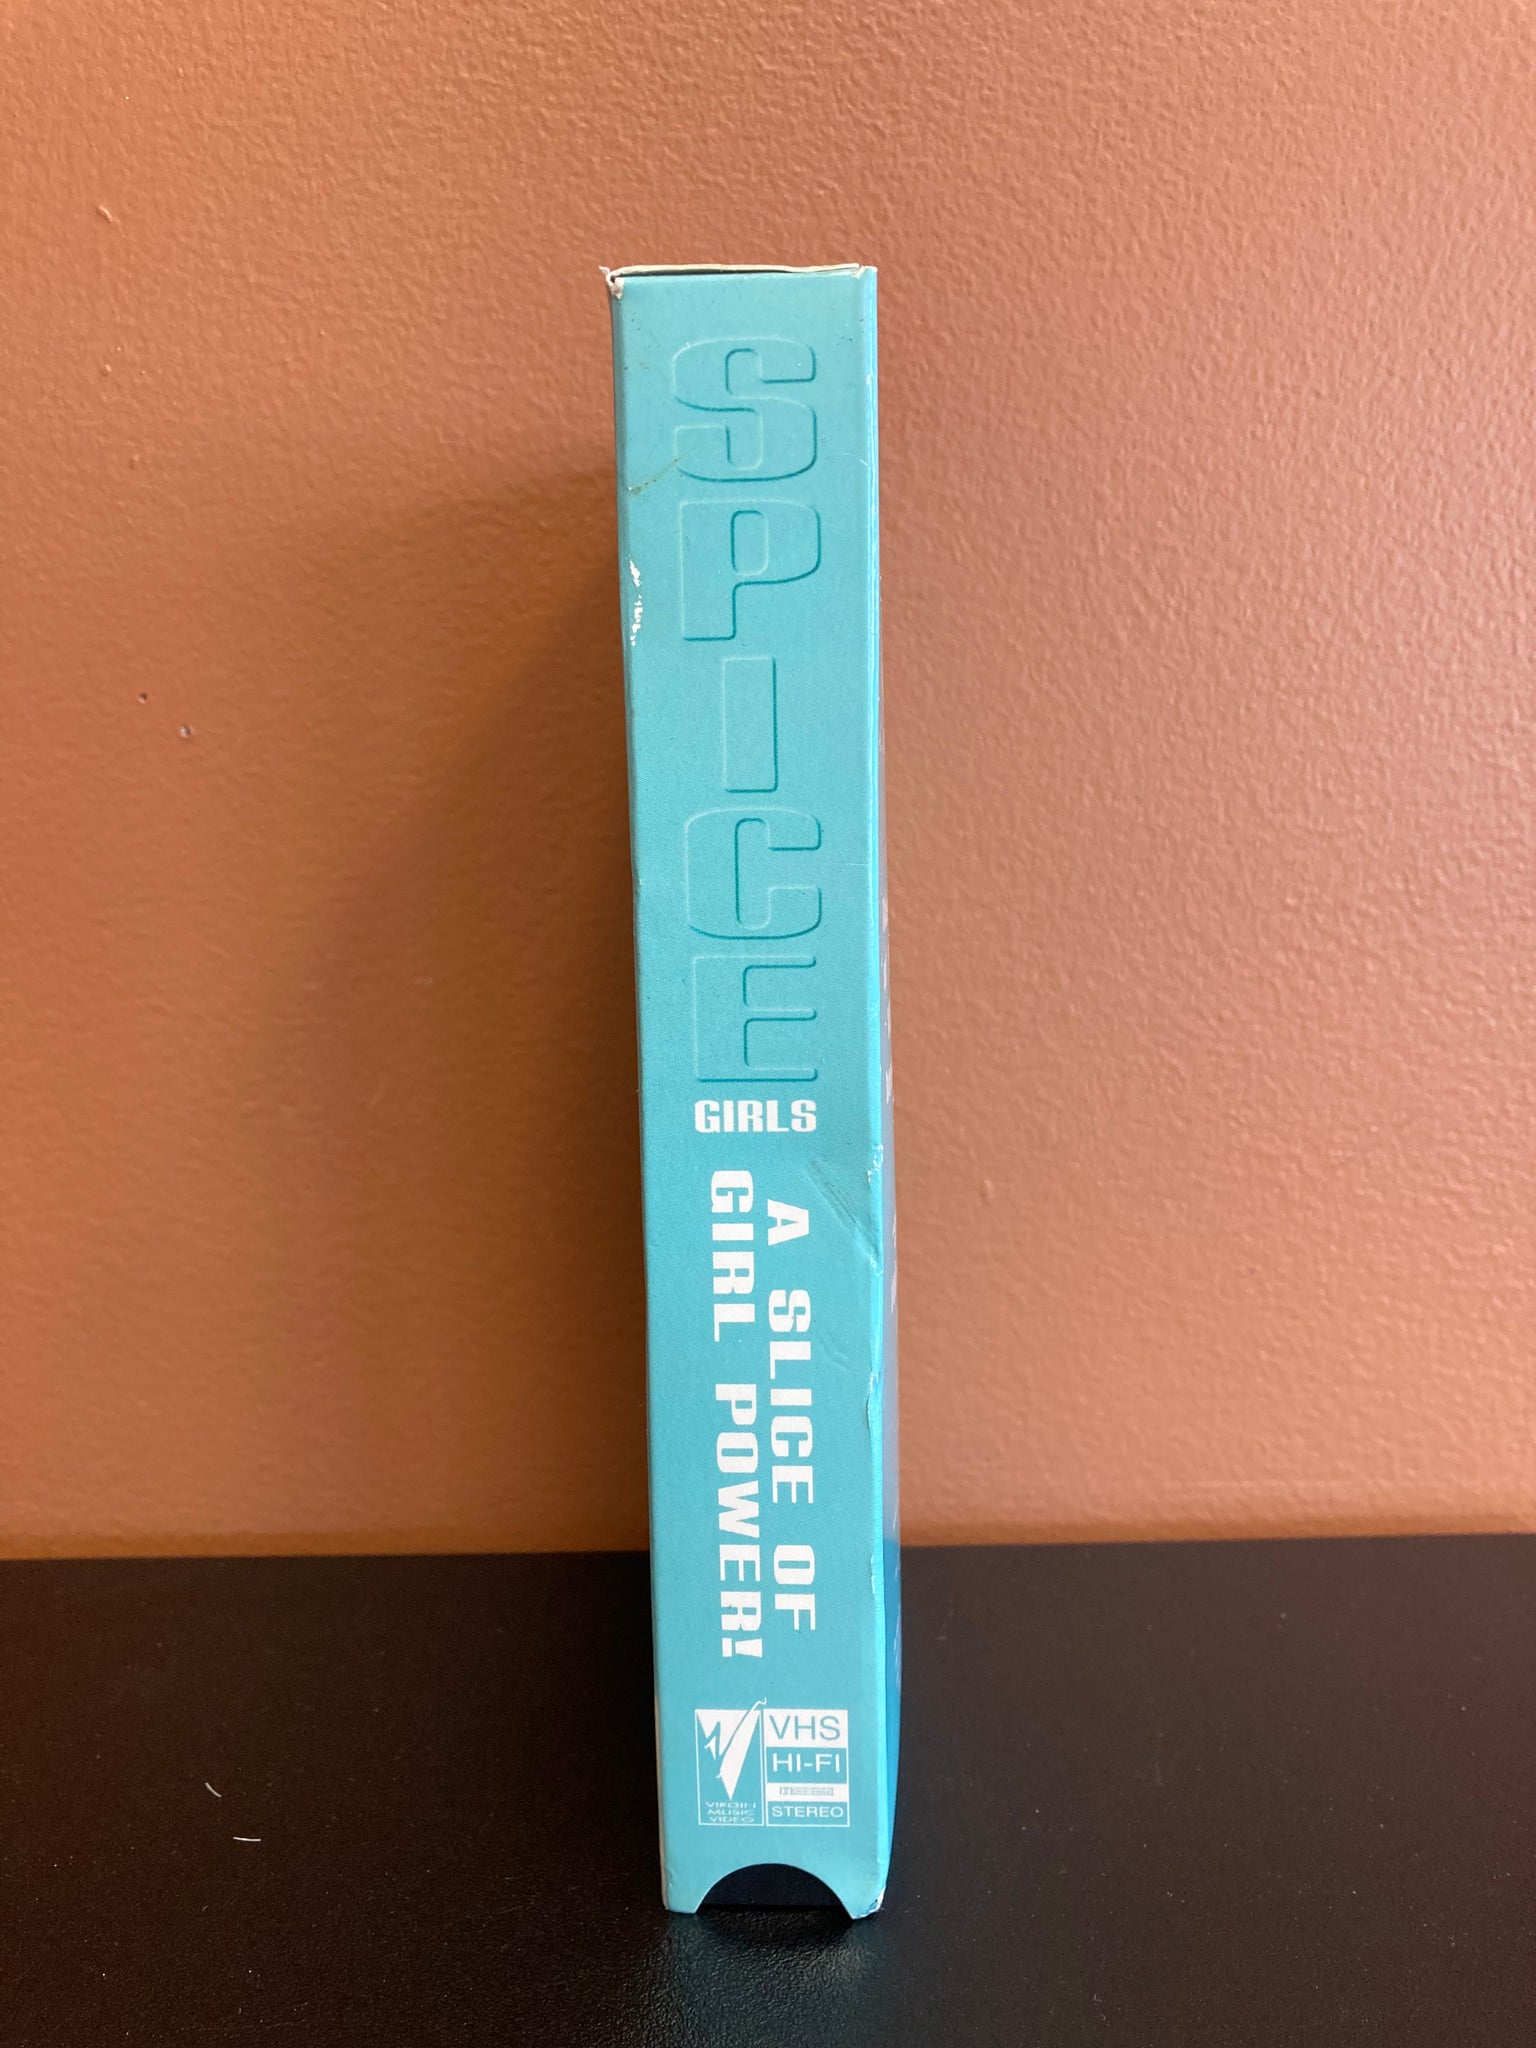 SPICE
GIRLS
A SLICE OF
GIRL POWER!
VIRGIN
MUSIC
VIDEO
VHS
HI-FI
STEREO